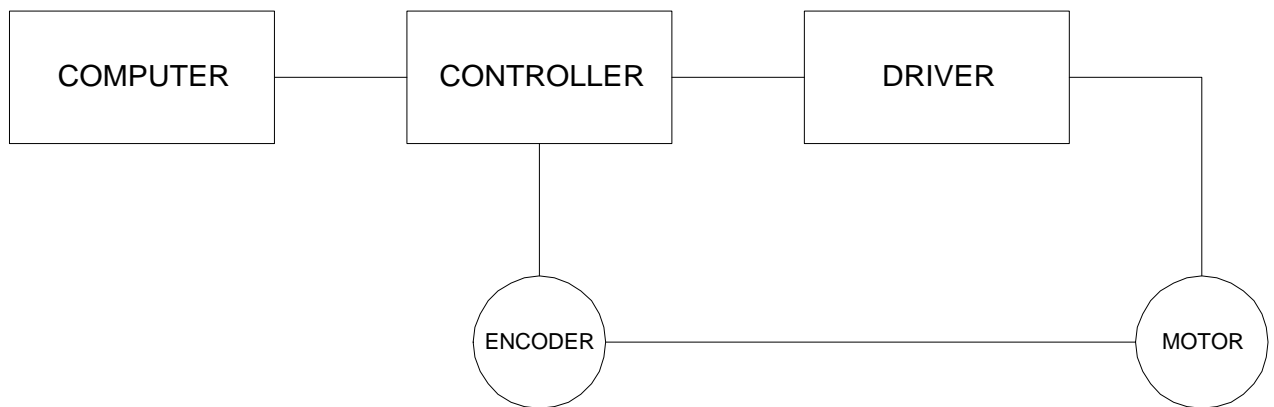 COMPUTER
CONTROLLER
DRIVER
ENCODER
MOTOR